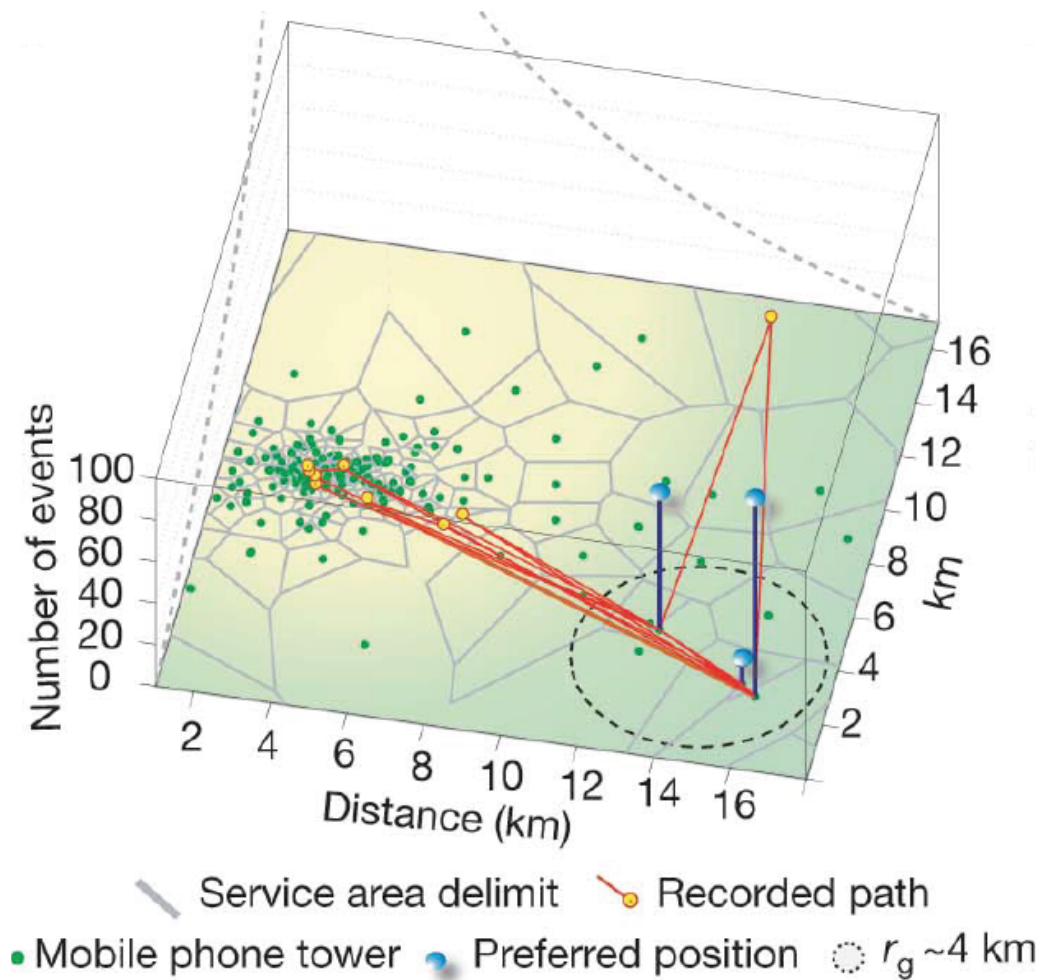 Number of events
100
80
60
40
20
0
2
4
6
8
10
12
14
16
Distance (km)
16
14
12
10
8
6
4
2
km
Service area delimit
Recorded path
Mobile phone tower
Preferred position
rg ~4 km